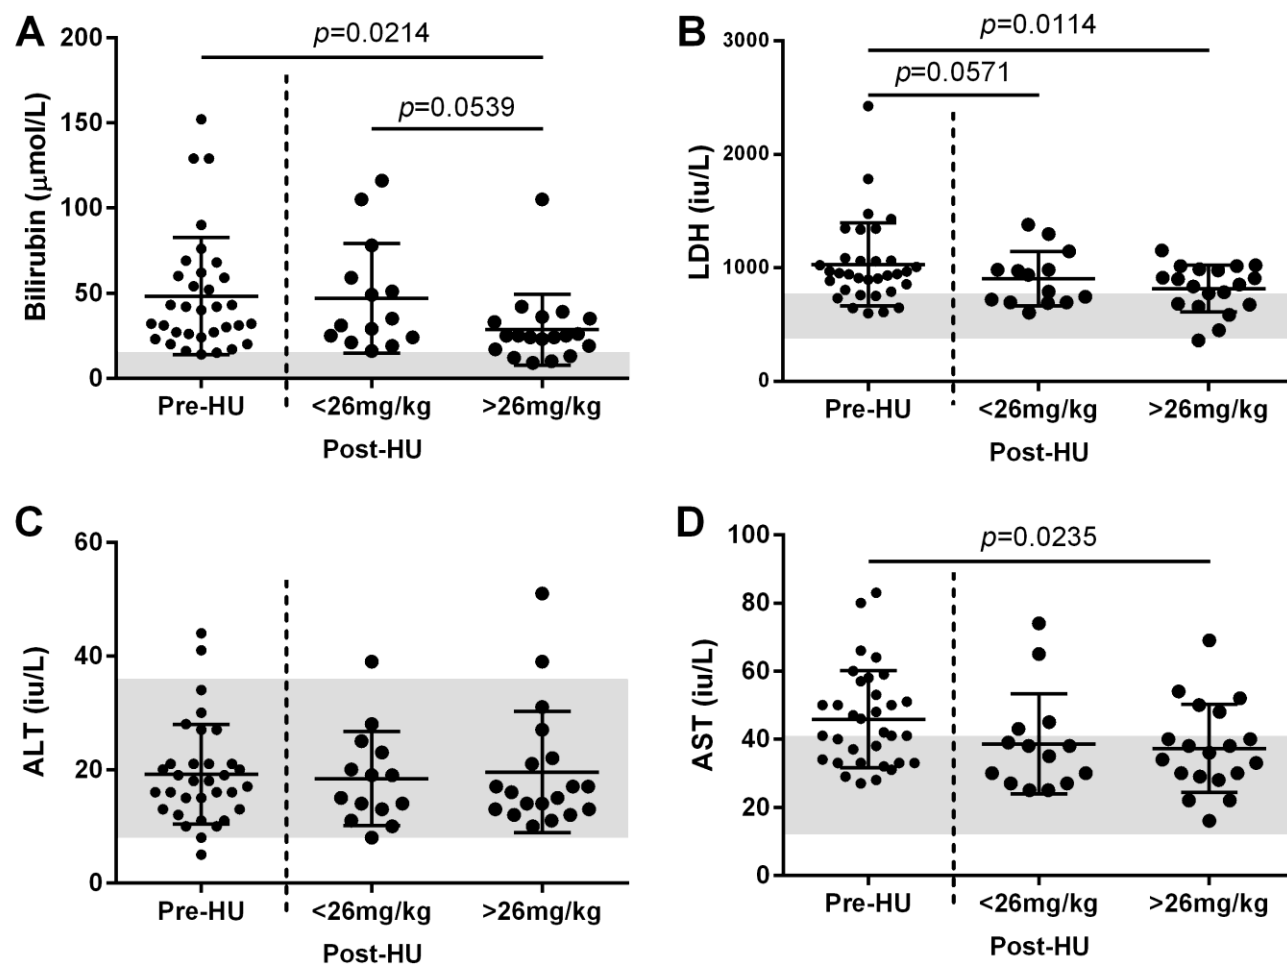 A
Bilirubin (μmol/L)
200
150
100
50
0
p=0.0214
p=0.0539
Pre-HU
<26mg/kg
>26mg/kg
Post-HU
B
LDH (iu/L)
3000
2000
1000
0
p=0.0114
p=0.0571
Pre-HU
<26mg/kg
>26mg/kg
Post-HU
C
ALT (iu/L)
60
40
20
0
Pre-HU
<26mg/kg
>26mg/kg
Post-HU
D
AST (iu/L)
100
80
60
40
20
0
p=0.0235
Pre-HU
<26mg/kg
>26mg/kg
Post-HU